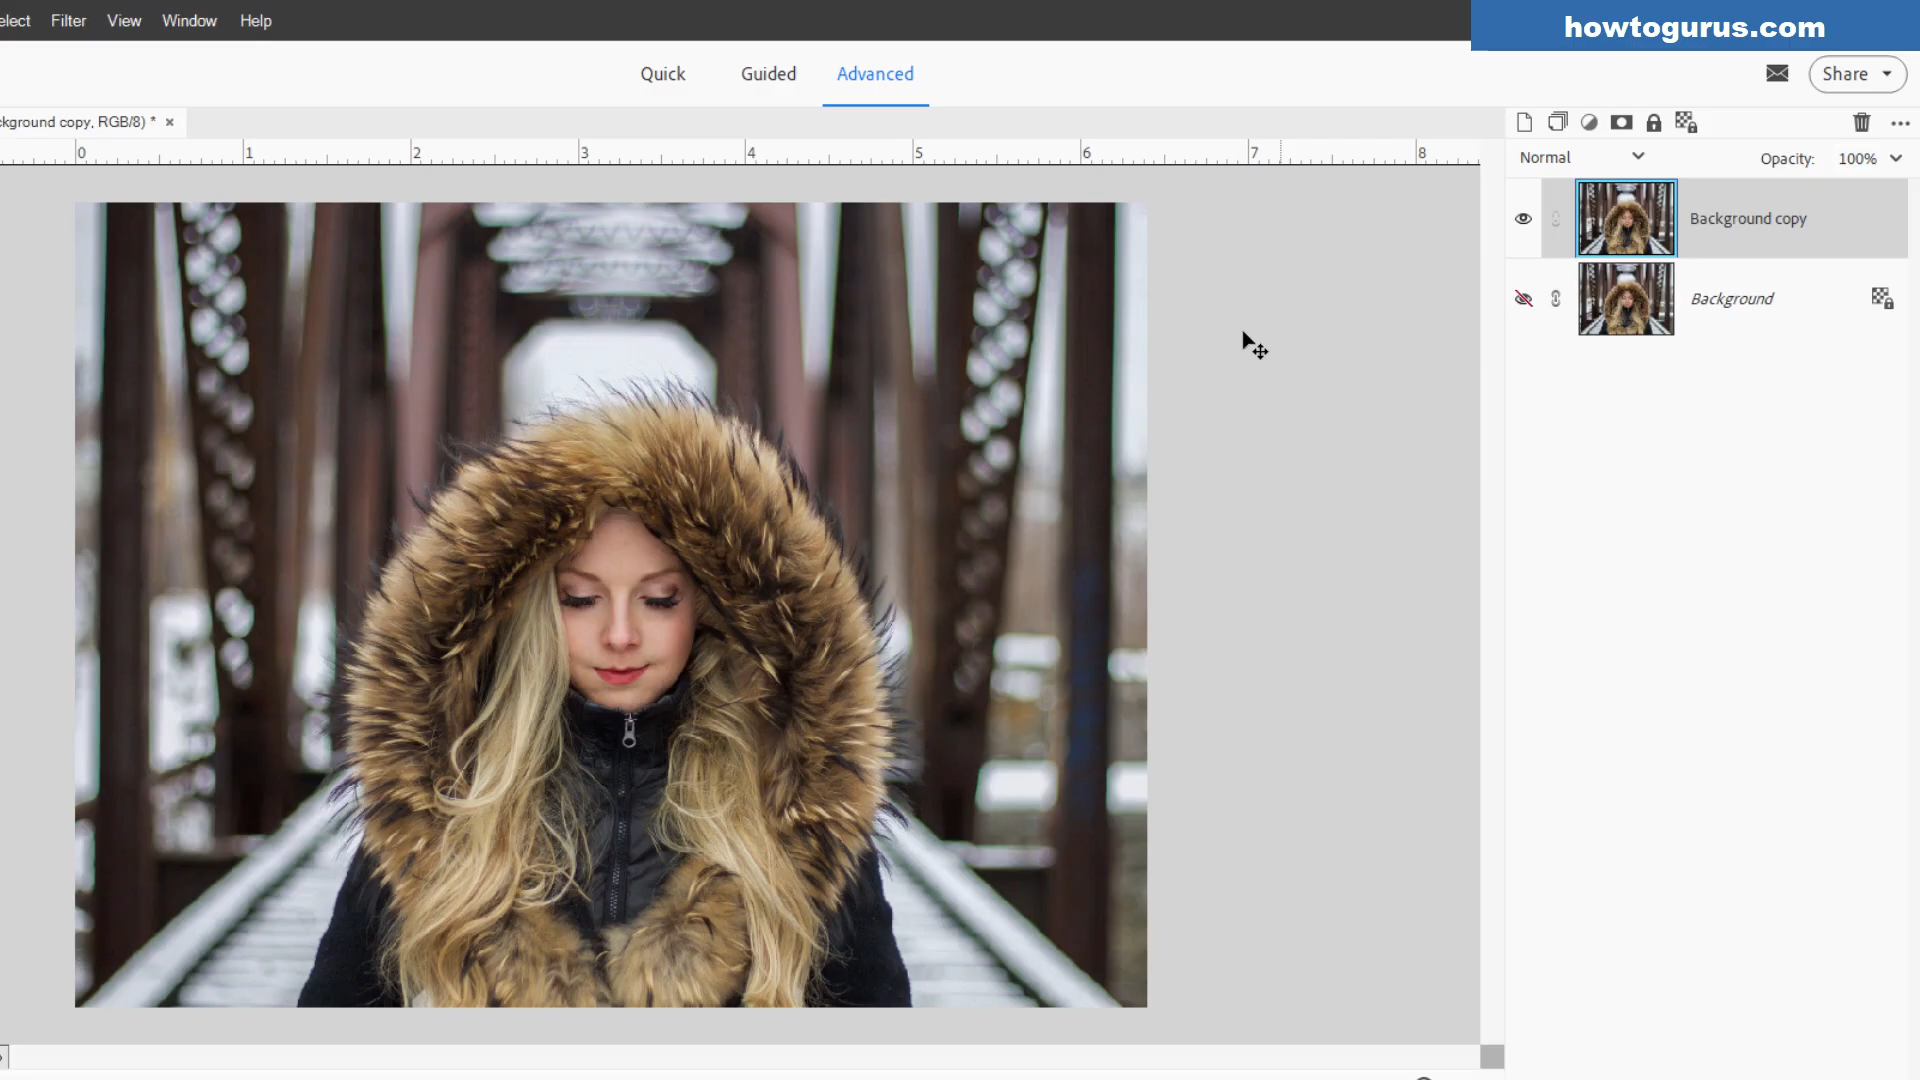 elect Filter View Window Help
howtogurus.com
Quick Guided Advanced
Share
ckground copy, RGB/8) * ×
0 1 2 3 4 5 6 7 8
Normal Opacity: 100%
Background copy
Background